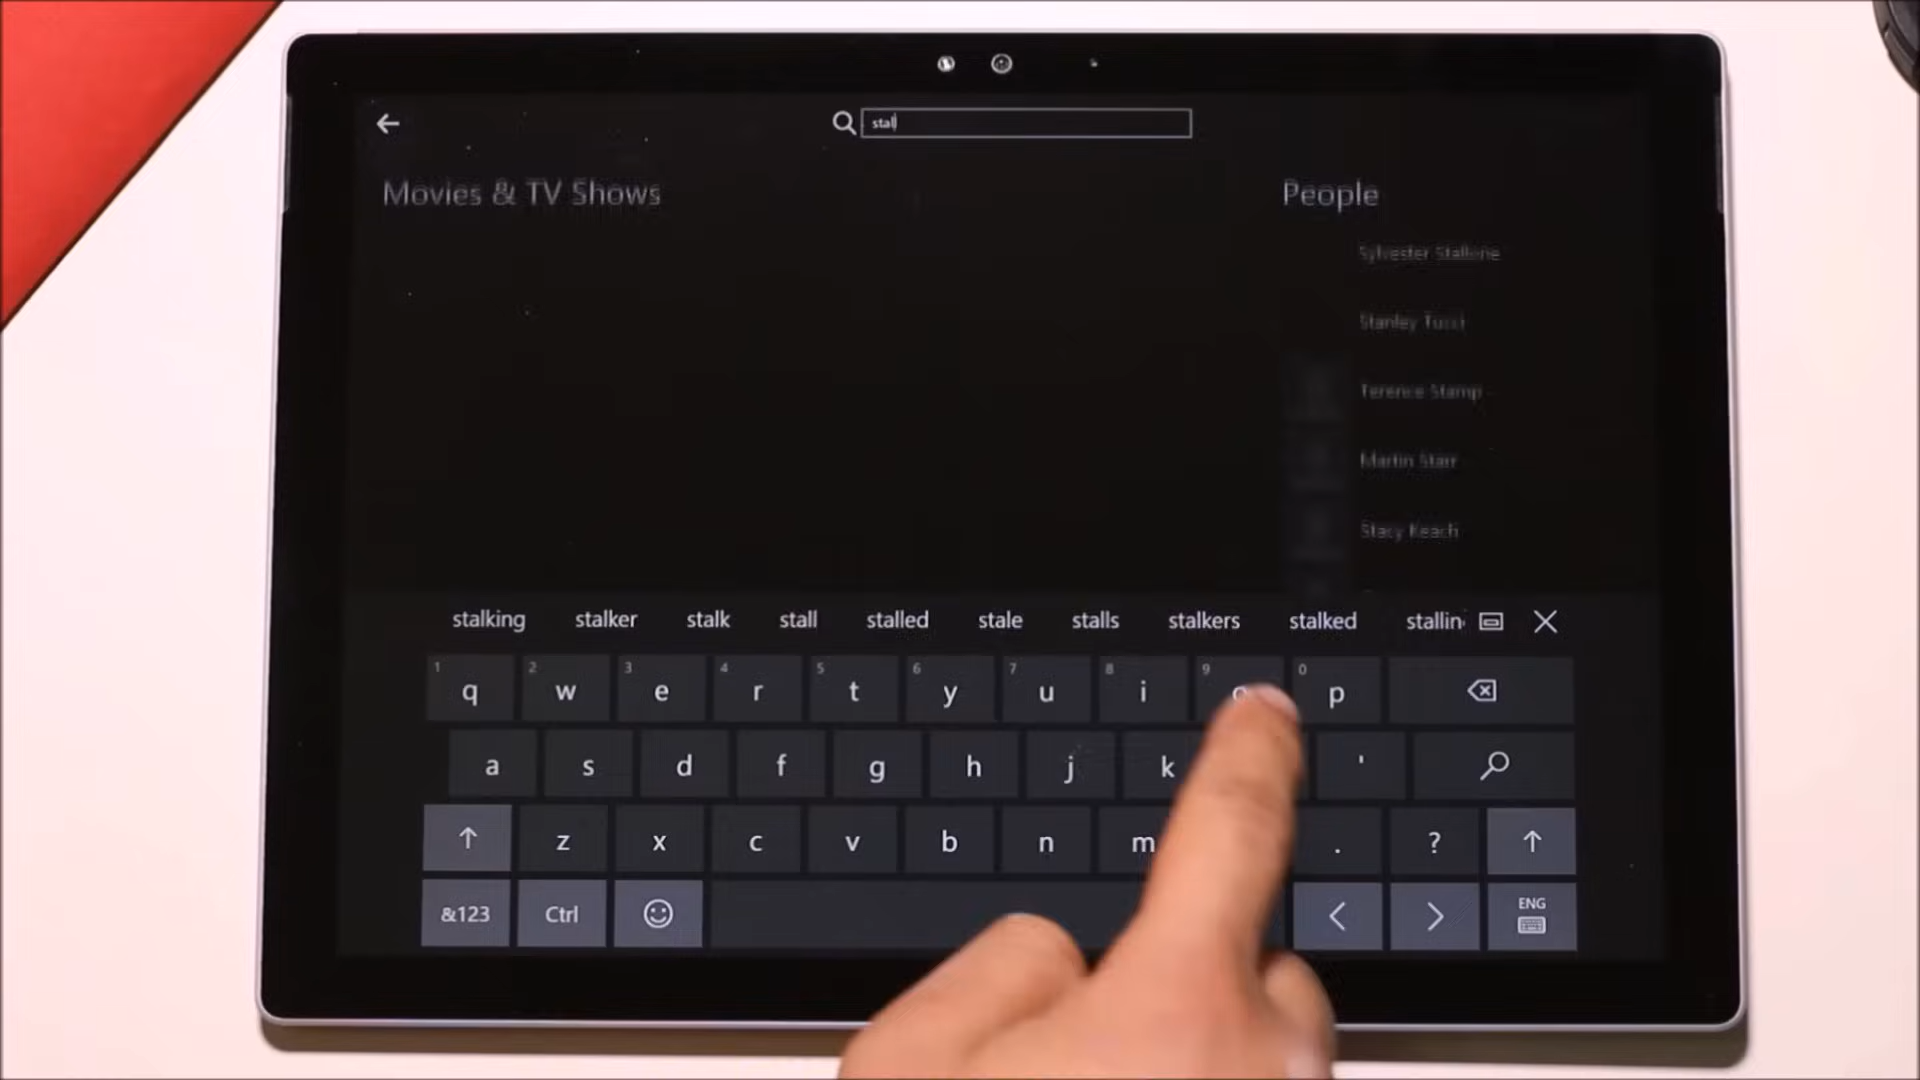 stal
Movies & TV Shows
People
Sylvester Stallone
Stanley Tucci
Terence Stamp
Martin Starr
Stacy Keach
stalking stalker stalk stall stalled stale stalls stalkers stalked stallin
1 2 3 4 5 6 7 8 9 0
q w e r t y u i o p
a s d f g h j k '
z x c v b n m . ?
&123 Ctrl < > ENG